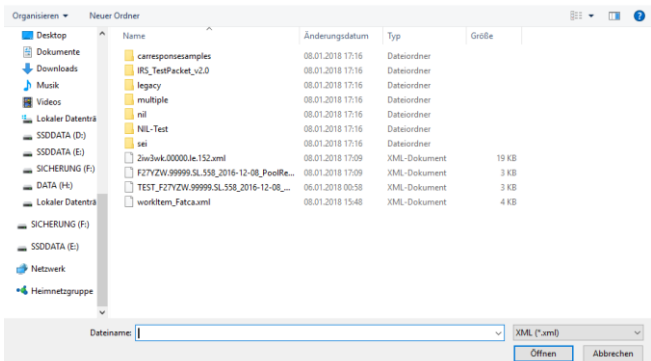 Organisieren Neuer Ordner
Desktop
Dokumente
Downloads
Musik
Videos
Lokaler Datenträ
SSDDATA (D:)
SSDDATA (E:)
SICHERUNG (F:)
DATA (H:)
Lokaler Datenträ
SICHERUNG (F:)
SSDDATA (E:)
Netzwerk
Heimnetzgruppe
Name Änderungsdatum Typ Größe
carresponsesamples 08.01.2018 17:16 Dateiordner
IRS_TestPacket_v2.0 08.01.2018 17:16 Dateiordner
legacy 08.01.2018 17:16 Dateiordner
multiple 08.01.2018 17:16 Dateiordner
nil 08.01.2018 17:16 Dateiordner
NIL-Test 08.01.2018 17:16 Dateiordner
sei 08.01.2018 17:16 Dateiordner
2iw3wk.00000.le.152.xml 08.01.2018 17:09 XML-Dokument 19 KB
F27YZW.99999.SL.558_2016-12-08_PoolRe... 08.01.2018 17:09 XML-Dokument 3 KB
TEST_F27YZW.99999.SL.558_2016-12-08_... 06.01.2018 00:58 XML-Dokument 3 KB
workItem_Fatca.xml 08.01.2018 15:48 XML-Dokument 4 KB
Dateiname: XML (*.xml)
Öffnen Abbrechen